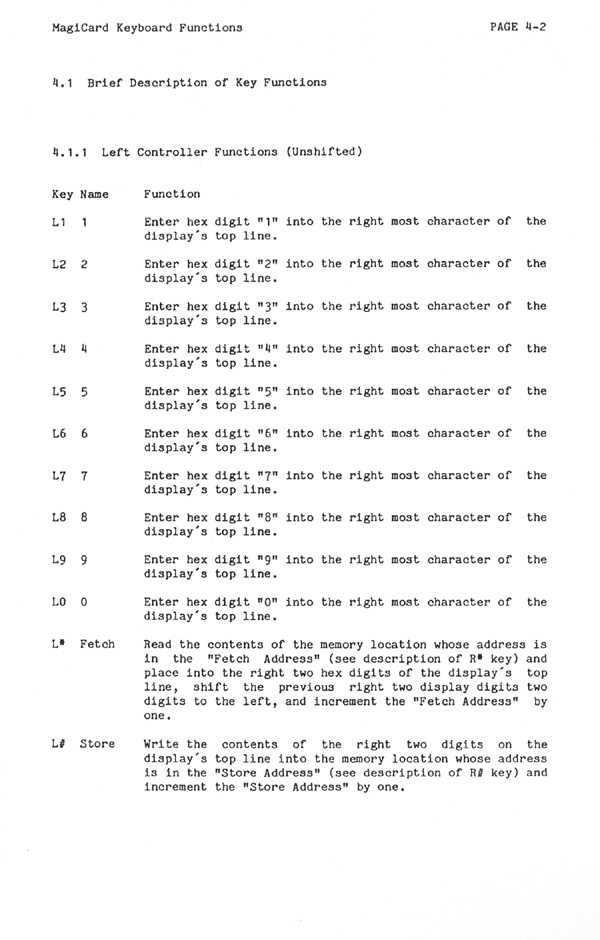 MagiCard Keyboard Functions PAGE 4-2
4.1 Brief Description of Key Functions
4.1.1 Left Controller Functions (Unshifted)
Key Name Function
L1 1 Enter hex digit "1" into the right most character of the
display's top line.
L2 2 Enter hex digit "2" into the right most character of the
display's top line.
L3 3 Enter hex digit "3" into the right most character of the
display's top line.
L4 4 Enter hex digit "4" into the right most character of the
display's top line.
L5 5 Enter hex digit "5" into the right most character of the
display's top line.
L6 6 Enter hex digit "6" into the right most character of the
display's top line.
L7 7 Enter hex digit "7" into the right most character of the
display's top line.
L8 8 Enter hex digit "8" into the right most character of the
display's top line.
L9 9 Enter hex digit "9" into the right most character of the
display's top line.
L0 0 Enter hex digit "0" into the right most character of the
display's top line.
L* Fetch Read the contents of the memory location whose address is
in the "Fetch Address" (see description of R* key) and
place into the right two hex digits of the display's top
line, shift the previous right two display digits two
digits to the left, and increment the "Fetch Address" by
one.
L# Store Write the contents of the right two digits on the
display's top line into the memory location whose address
is in the "Store Address" (see description of R# key) and
increment the "Store Address" by one.